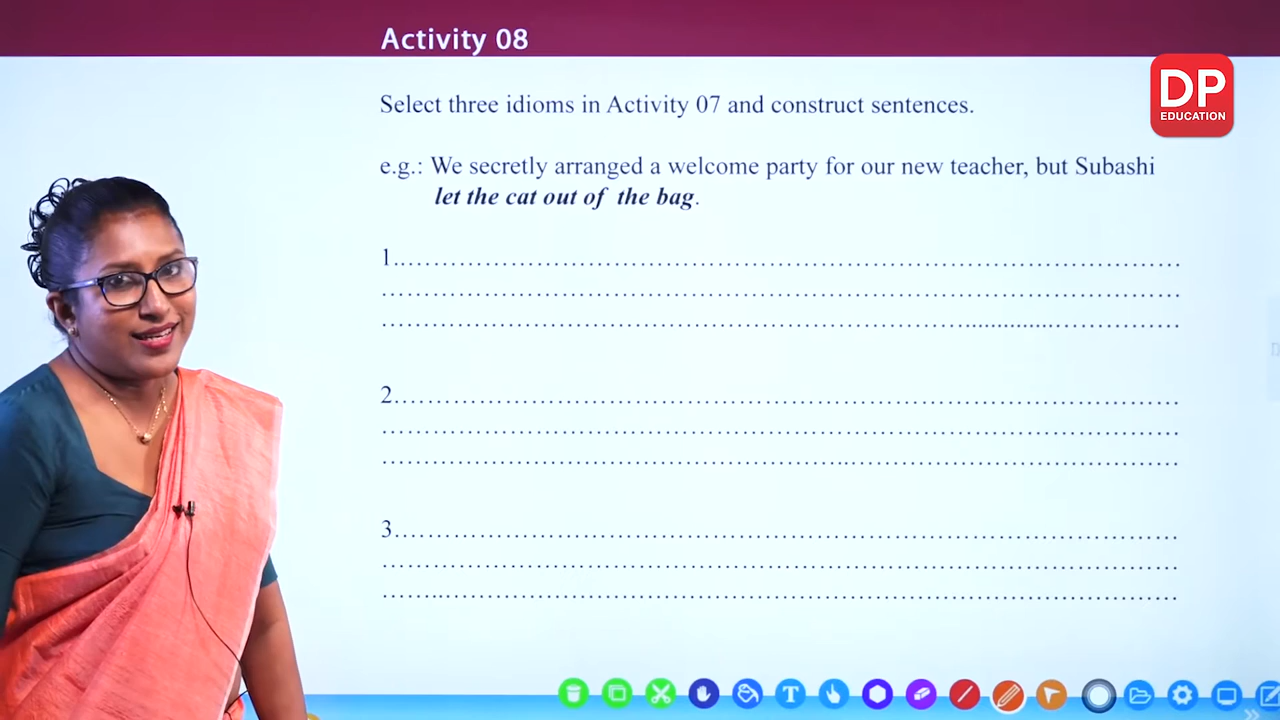 Activity 08
DP
EDUCATION
Select three idioms in Activity 07 and construct sentences.
e.g.: We secretly arranged a welcome party for our new teacher, but Subashi
let the cat out of the bag.
1.
2.
3.
T